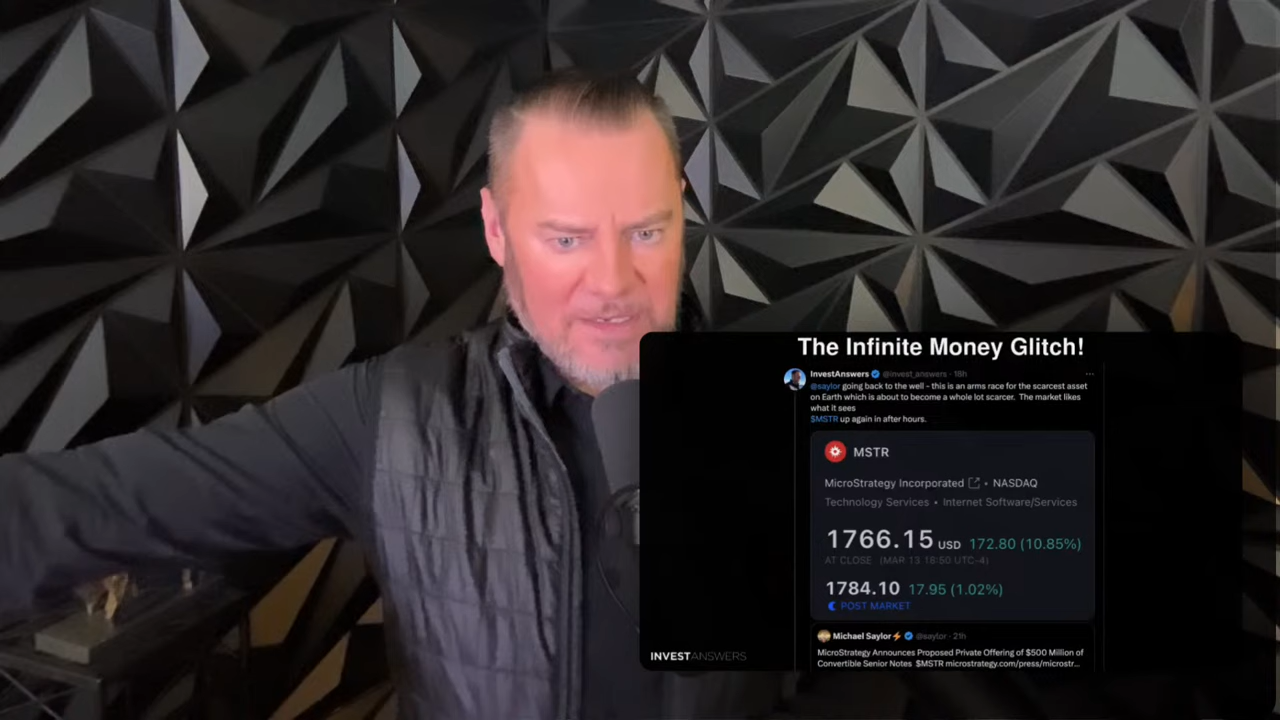 The Infinite Money Glitch!
InvestAnswers @invest_answers · 18h
@saylor going back to the well - this is an arms race for the scarcest asset
on Earth which is about to become a whole lot scarcer. The market likes
what it sees
$MSTR up again in after hours.
MSTR
MicroStrategy Incorporated • NASDAQ
Technology Services • Internet Software/Services
1766.15 USD 172.80 (10.85%)
AT CLOSE (MAR 13 16:50 UTC-4)
1784.10 17.95 (1.02%)
POST MARKET
Michael Saylor⚡ @saylor · 21h
MicroStrategy Announces Proposed Private Offering of $500 Million of
Convertible Senior Notes $MSTR microstrategy.com/press/microstr...
INVESTANSWERS